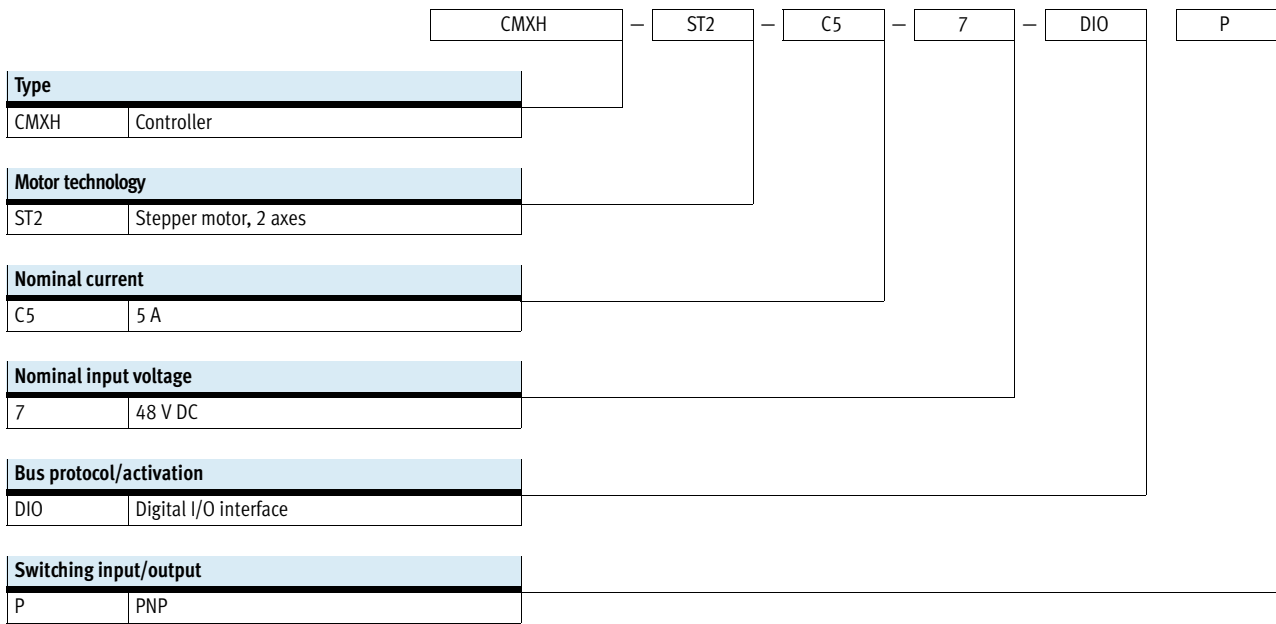 CMXH – ST2 – C5 – 7 – DIO P
Type
CMXH Controller
Motor technology
ST2 Stepper motor, 2 axes
Nominal current
C5 5 A
Nominal input voltage
7 48 V DC
Bus protocol/activation
DIO Digital I/O interface
Switching input/output
P PNP